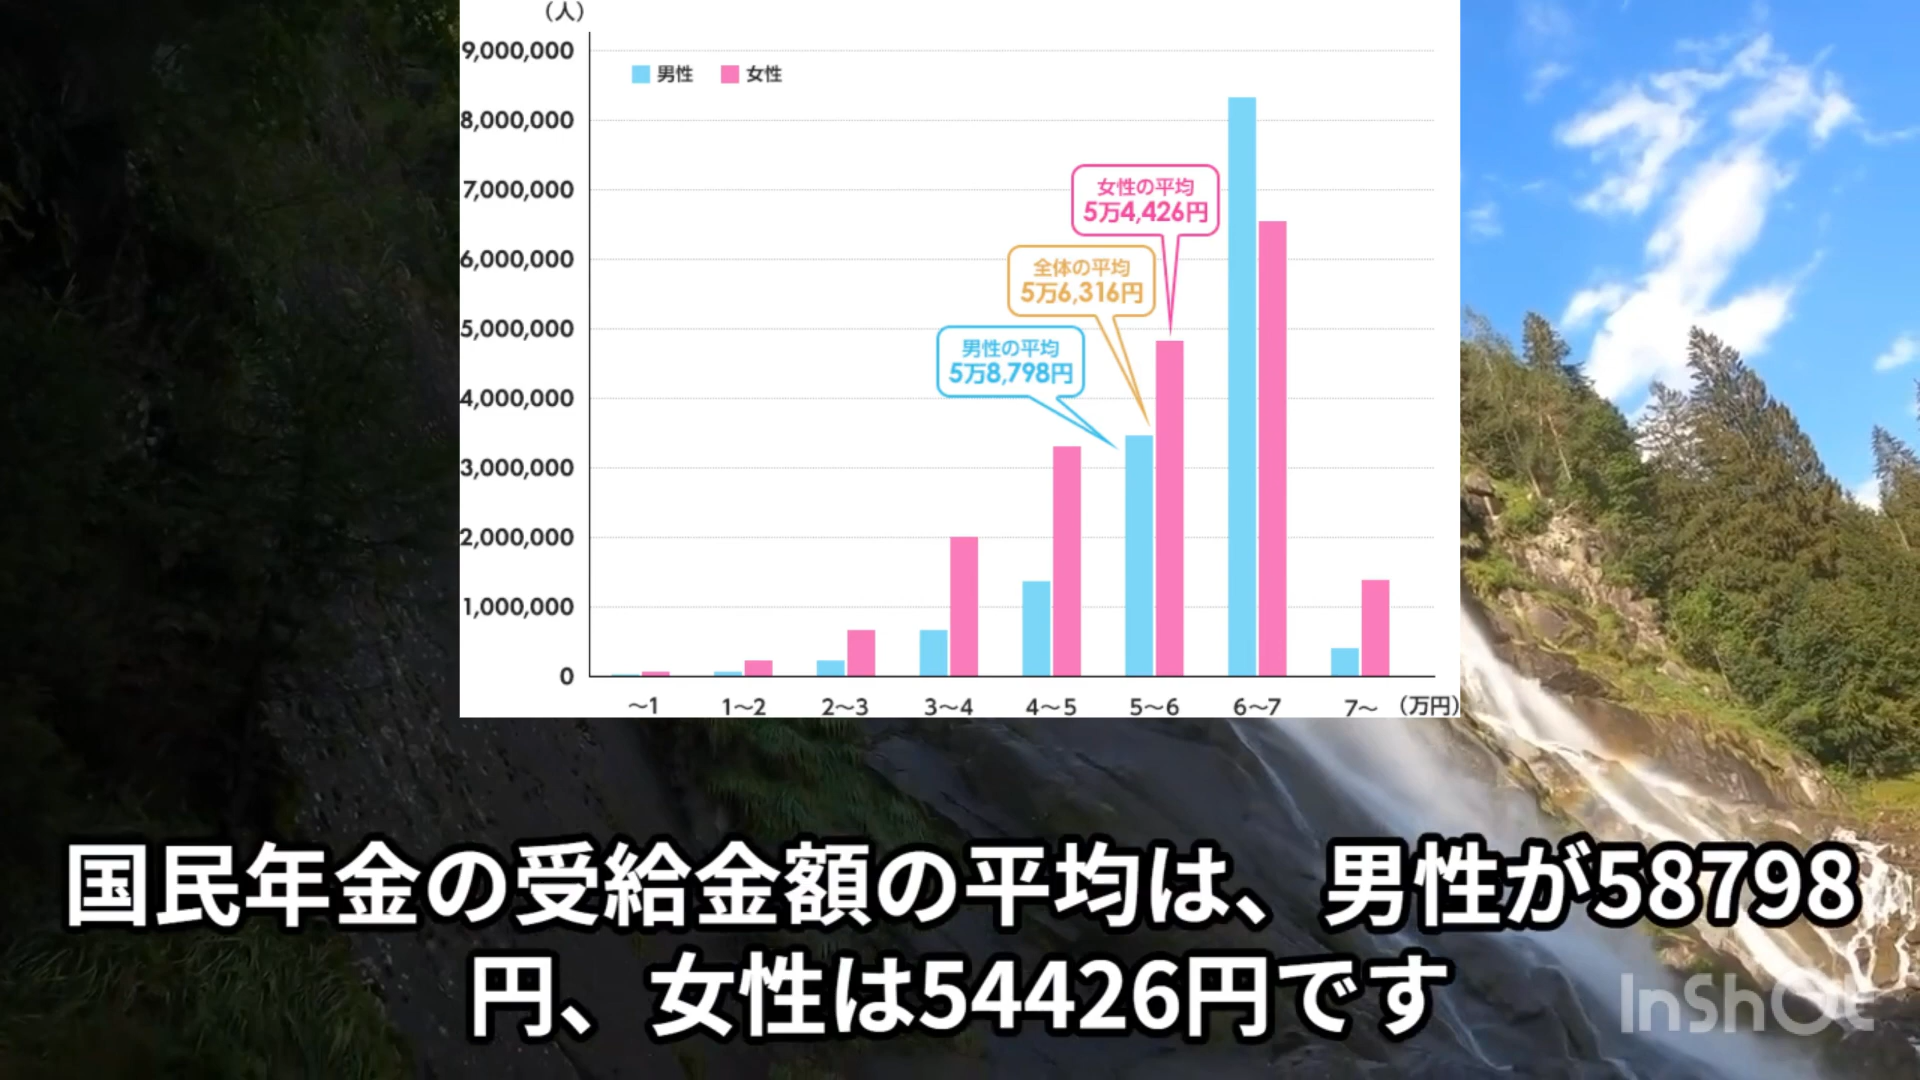 （人）
9,000,000
男性 女性
8,000,000
7,000,000
女性の平均
5万4,426円
6,000,000
全体の平均
5万6,316円
5,000,000
男性の平均
5万8,798円
4,000,000
3,000,000
2,000,000
1,000,000
0
〜1 1〜2 2〜3 3〜4 4〜5 5〜6 6〜7 7〜 （万円）
国民年金の受給金額の平均は、男性が58798
円、女性は54426円です
InShOt